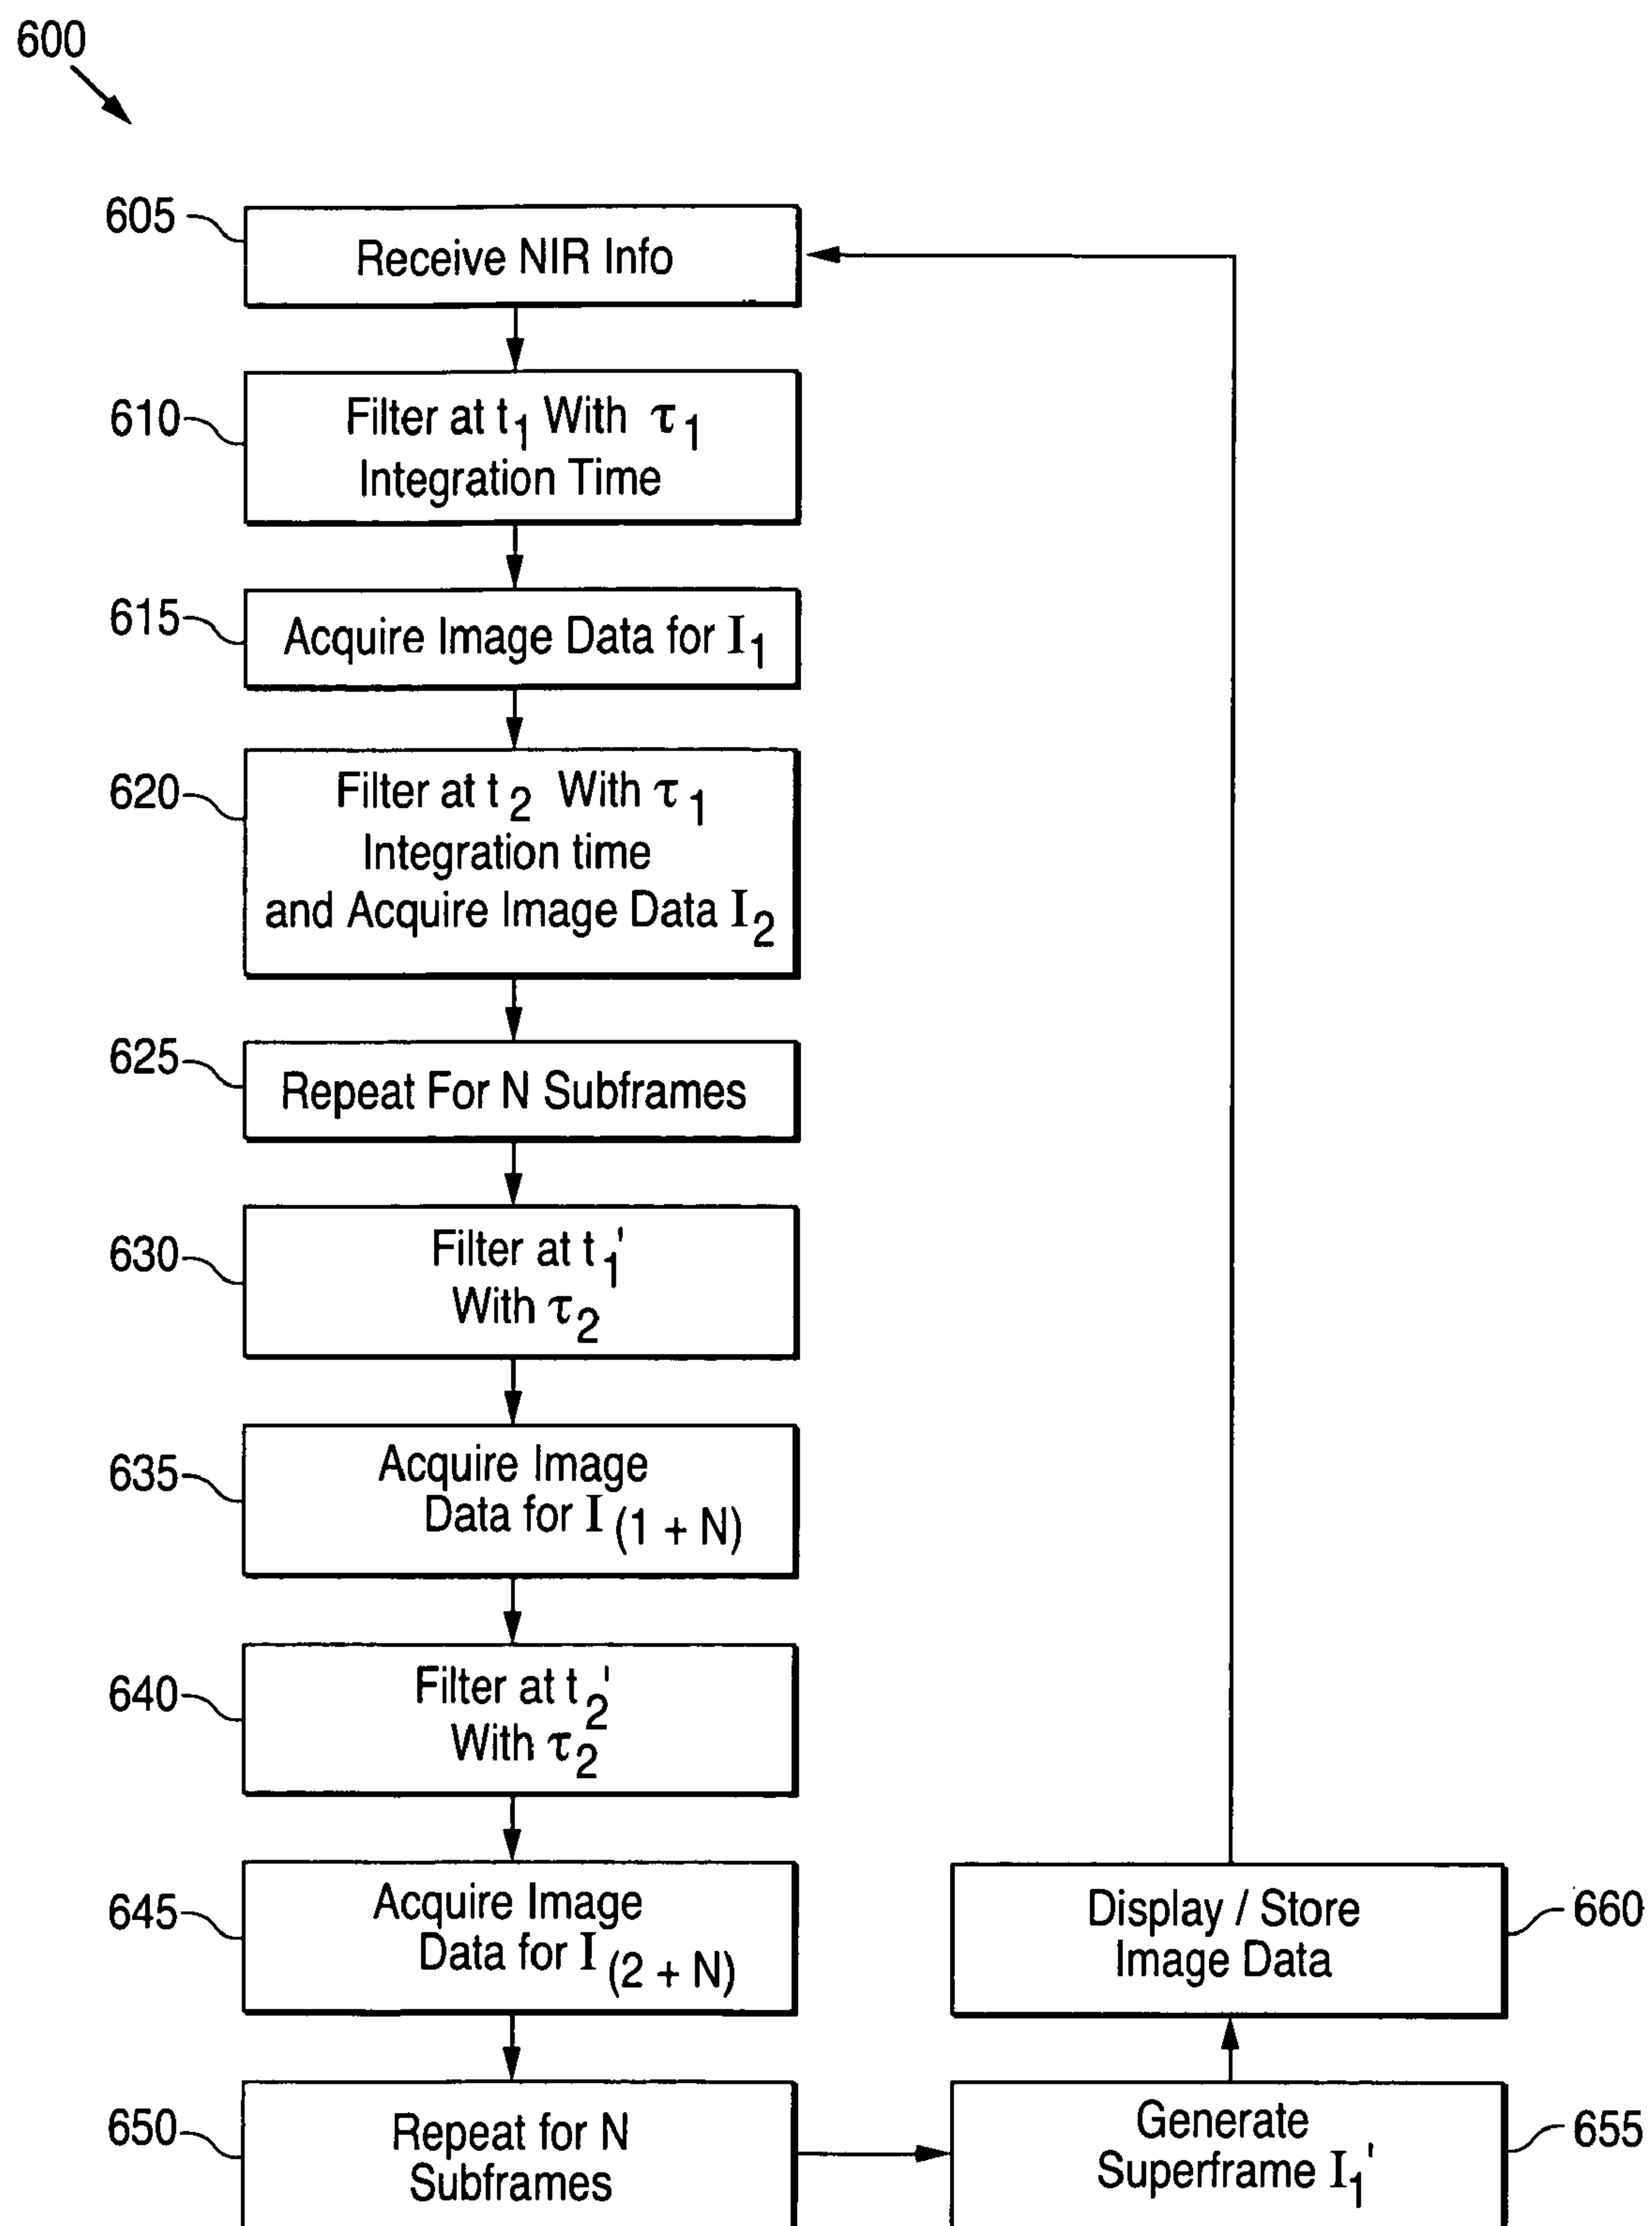 600
605
Receive NIR Info
610
Filter at t₁ With τ₁
Integration Time
615
Acquire Image Data for I₁
620
Filter at t₂ With τ₁
Integration time
and Acquire Image Data I₂
625
Repeat For N Subframes
630
Filter at t₁'
With τ₂
635
Acquire Image
Data for I (1 + N)
640
Filter at t₂'
With τ₂
645
Acquire Image
Data for I (2 + N)
650
Repeat for N
Subframes
655
Generate
Superframe I₁'
660
Display / Store
Image Data